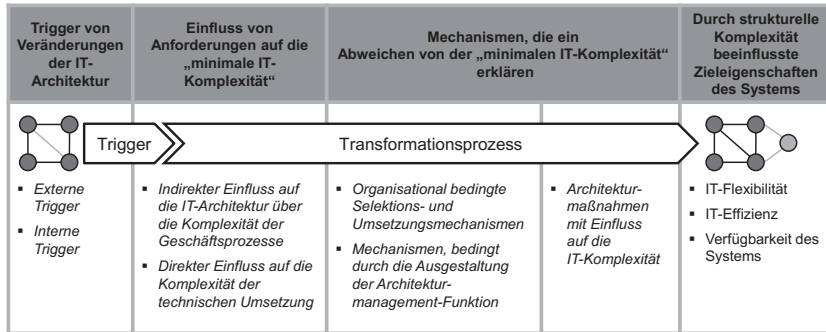 Trigger von
Veränderungen
der IT-
Architektur
Einfluss von
Anforderungen auf die
„minimale IT-
Komplexität“
Mechanismen, die ein
Abweichen von der „minimalen IT-Komplexität“
erklären
Durch strukturelle
Komplexität
beeinflusste
Zieleigenschaften
des Systems
Trigger
Transformationsprozess
▪ Externe
Trigger
▪ Interne
Trigger
▪ Indirekter Einfluss auf
die IT-Architektur über
die Komplexität der
Geschäftsprozesse
▪ Direkter Einfluss auf die
Komplexität der
technischen Umsetzung
▪ Organisational bedingte
Selektions- und
Umsetzungsmechanismen
▪ Mechanismen, bedingt
durch die Ausgestaltung
der Architektur-
management-Funktion
▪ Architektur-
maßnahmen
mit Einfluss
auf die
IT-Komplexität
▪ IT-Flexibilität
▪ IT-Effizienz
▪ Verfügbarkeit des
Systems